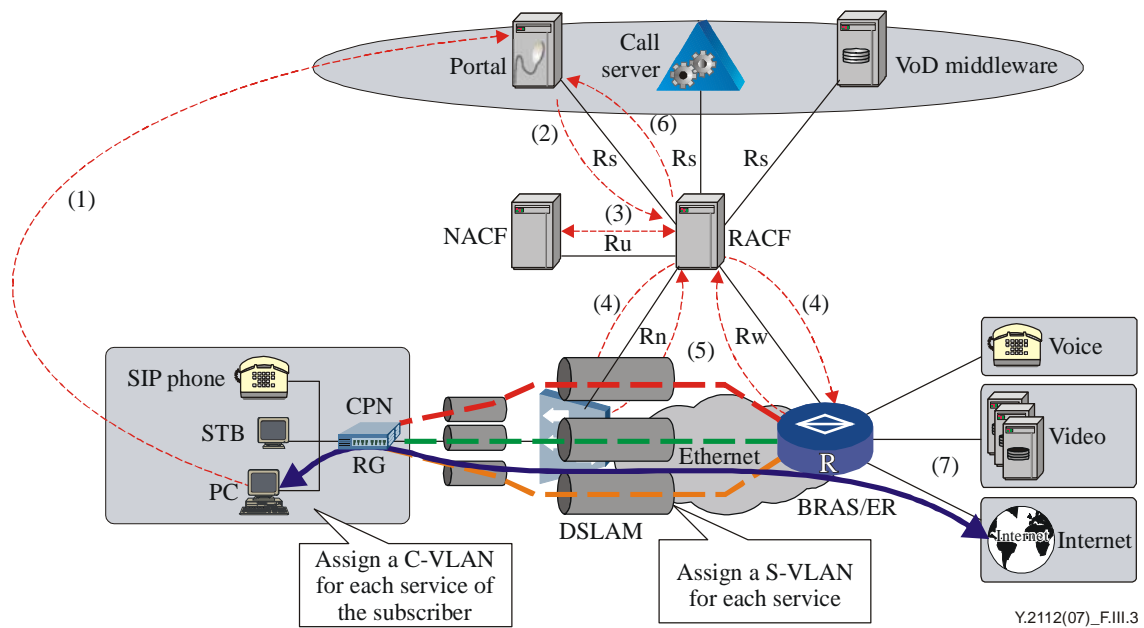 Portal
Call
server
VoD middleware
(1)
(2)
(6)
Rs
Rs
Rs
(3)
NACF
Ru
RACF
(4)
(4)
Rn
Rw
(5)
SIP phone
CPN
STB
RG
PC
Ethernet
R
DSLAM
BRAS/ER
(7)
Voice
Video
Internet
Internet
Assign a C-VLAN
for each service of
the subscriber
Assign a S-VLAN
for each service
Y.2112(07)_F.III.3